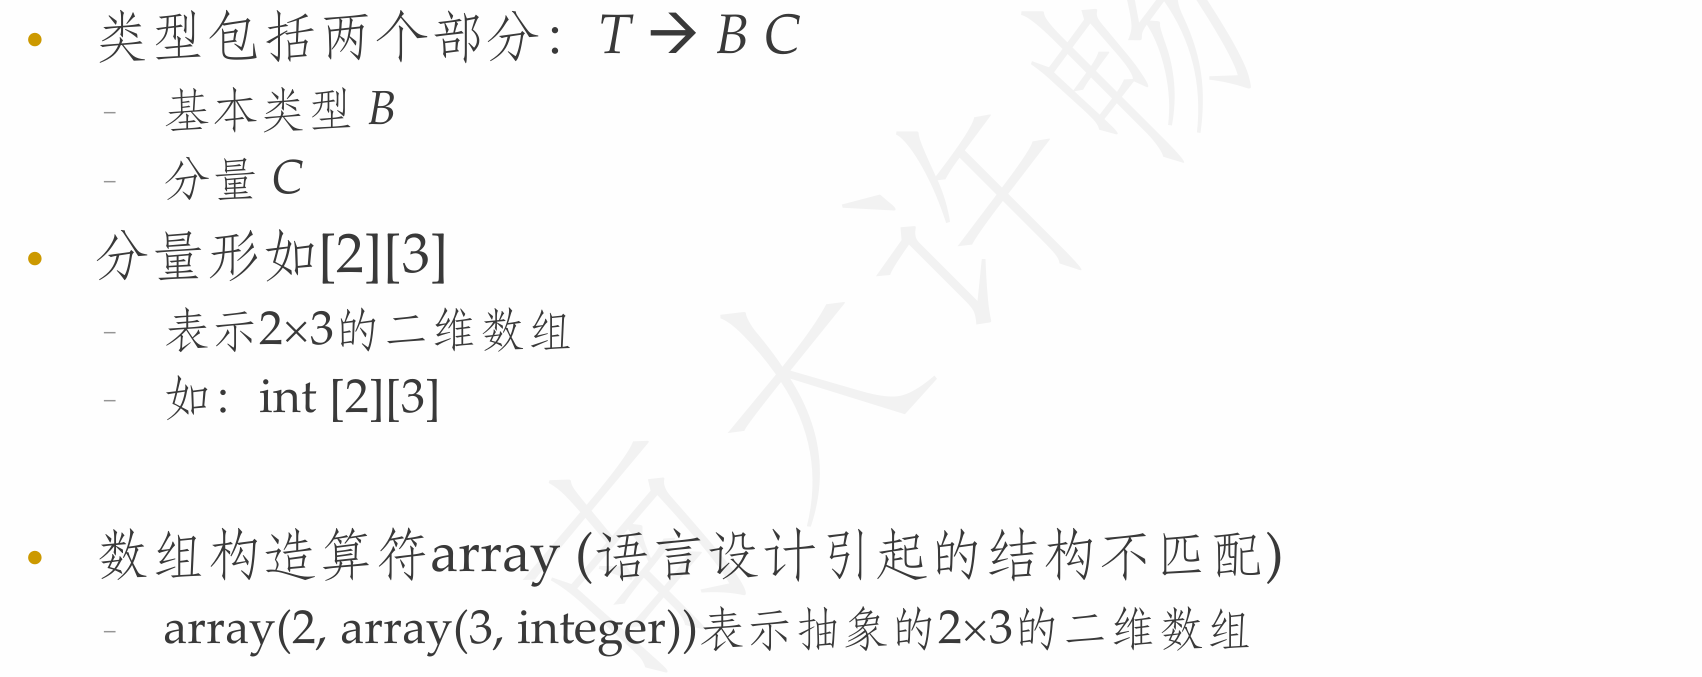 • 类型包括两个部分：T → B C
– 基本类型 B
– 分量 C
• 分量形如[2][3]
– 表示2×3的二维数组
– 如：int [2][3]
• 数组构造算符array (语言设计引起的结构不匹配)
– array(2, array(3, integer))表示抽象的2×3的二维数组
南大许畅